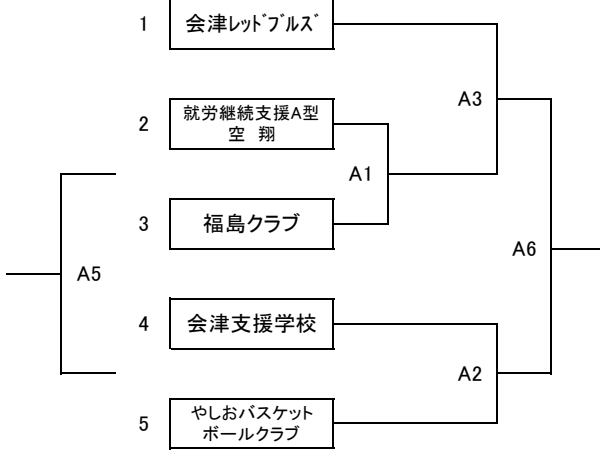 1 会津ﾚｯﾄﾞﾌﾞﾙｽﾞ
A3
2 就労継続支援A型
空 翔
A1
3 福島クラブ
A6
A5
4 会津支援学校
A2
5 やしおバスケット
ボールクラブ